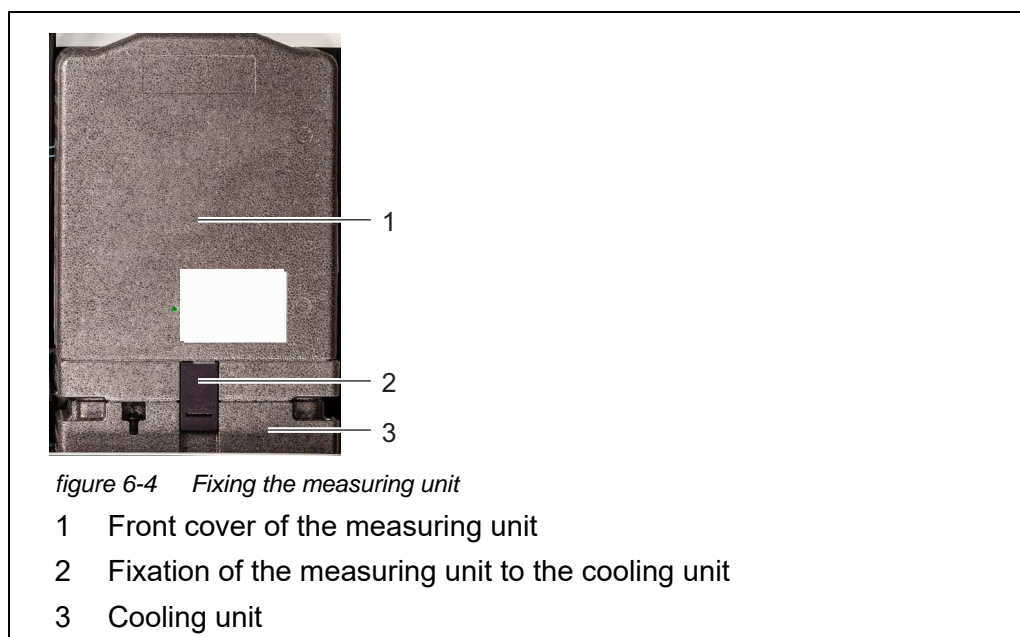 1
2
3
figure 6-4 Fixing the measuring unit
1 Front cover of the measuring unit
2 Fixation of the measuring unit to the cooling unit
3 Cooling unit